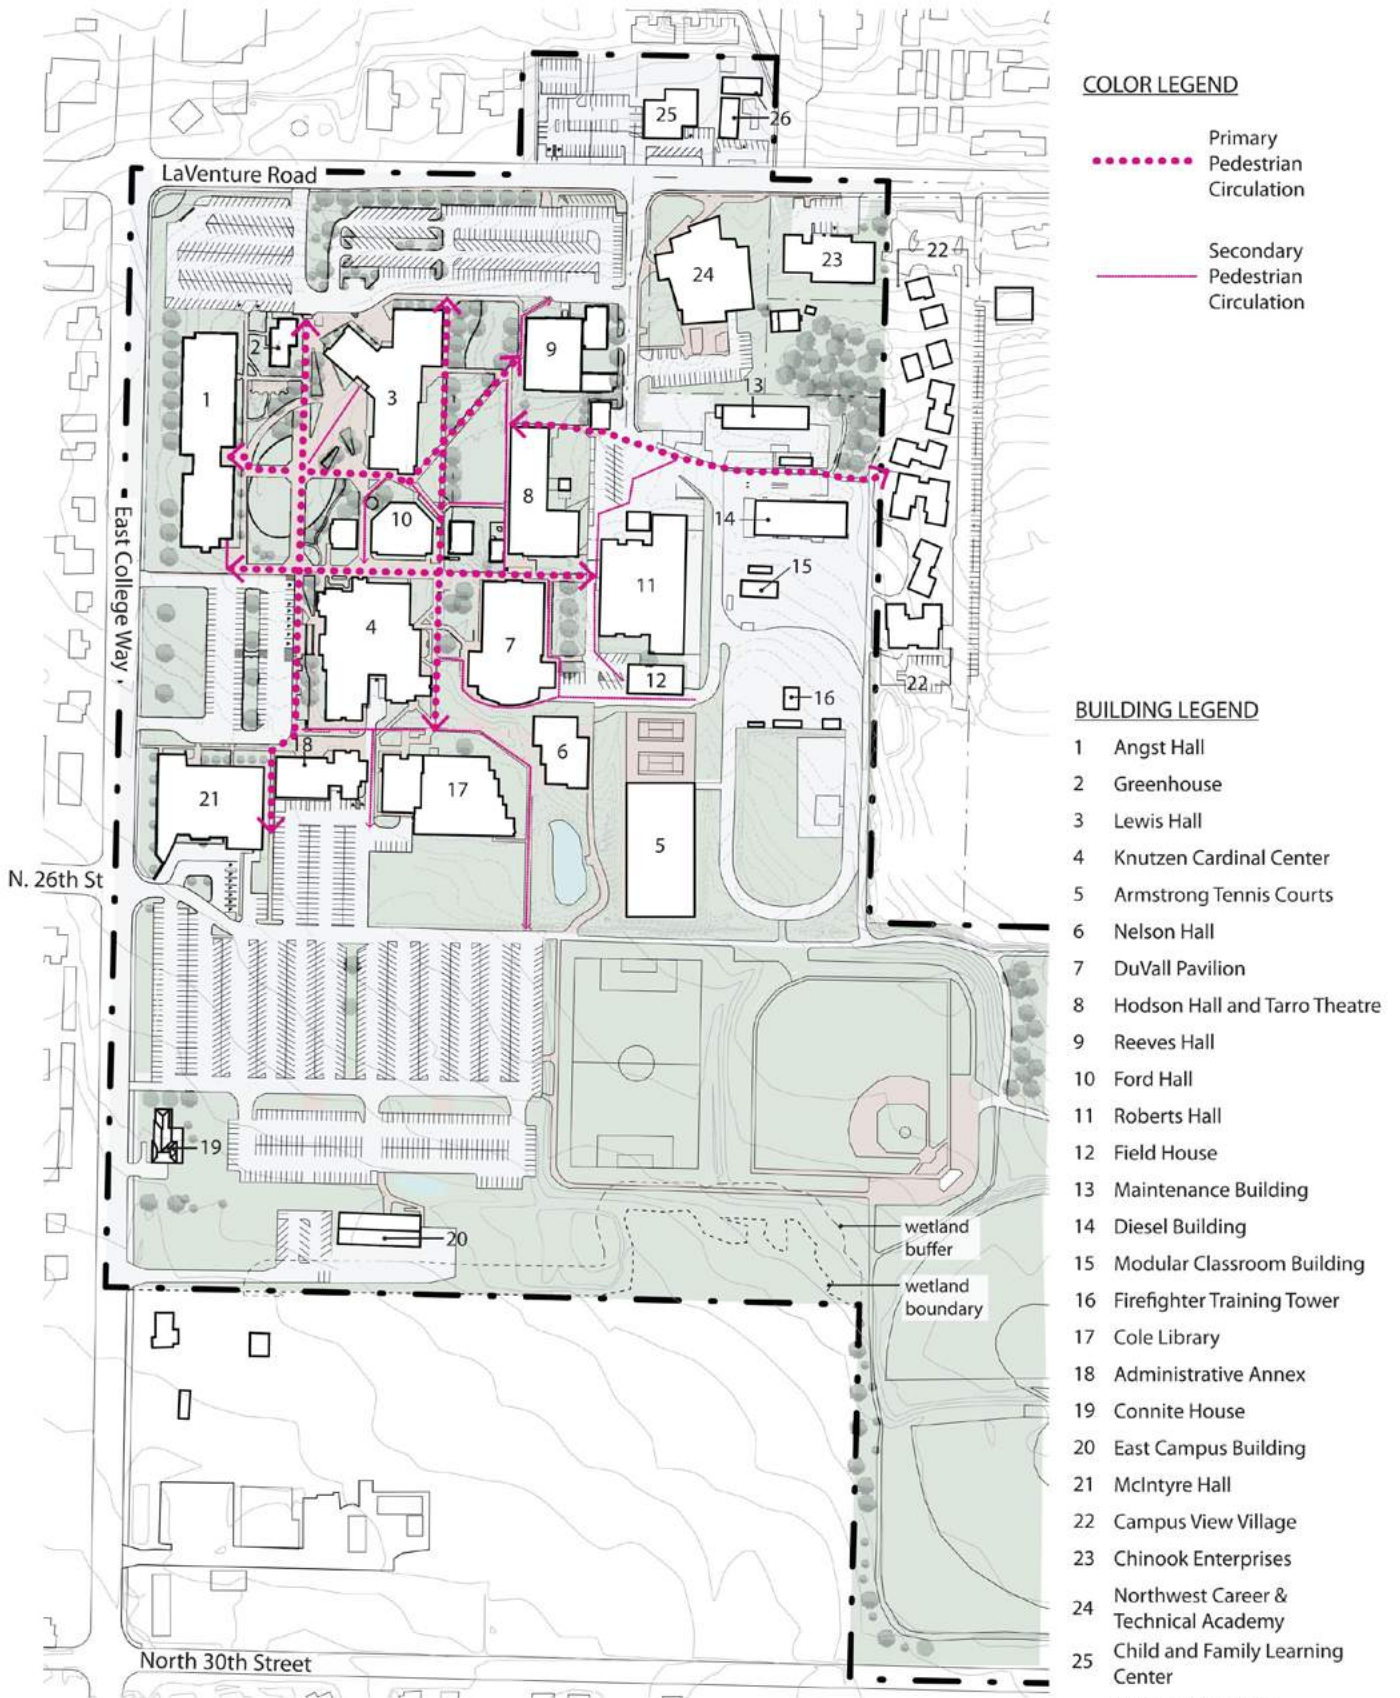 LaVenture Road
East College Way
N. 26th St
North 30th Street
25
26
24
23
22
2
1
3
9
13
10
8
14
11
15
4
7
12
22
16
18
6
21
17
5
19
20
wetland
buffer
wetland
boundary
COLOR LEGEND
Primary
Pedestrian
Circulation
Secondary
Pedestrian
Circulation
BUILDING LEGEND
1 Angst Hall
2 Greenhouse
3 Lewis Hall
4 Knutzen Cardinal Center
5 Armstrong Tennis Courts
6 Nelson Hall
7 DuVall Pavilion
8 Hodson Hall and Tarro Theatre
9 Reeves Hall
10 Ford Hall
11 Roberts Hall
12 Field House
13 Maintenance Building
14 Diesel Building
15 Modular Classroom Building
16 Firefighter Training Tower
17 Cole Library
18 Administrative Annex
19 Connite House
20 East Campus Building
21 McIntyre Hall
22 Campus View Village
23 Chinook Enterprises
24 Northwest Career &
Technical Academy
25 Child and Family Learning
Center